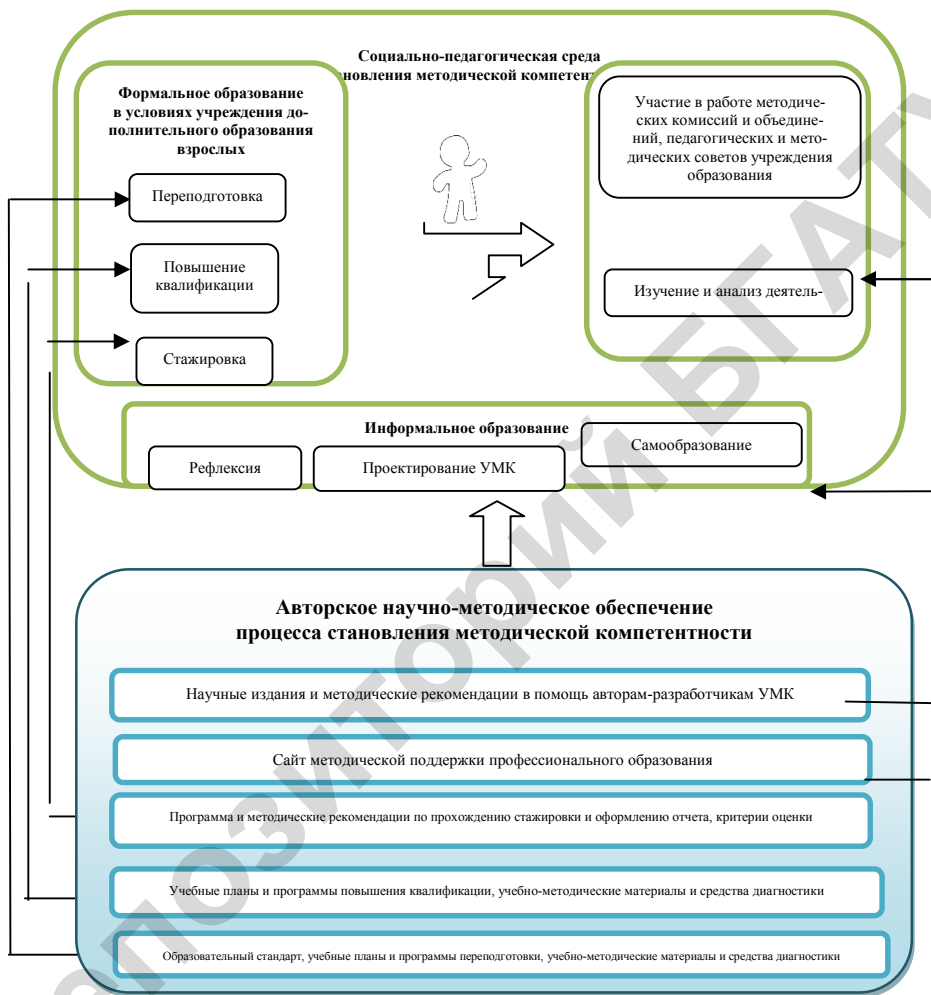 Социально-педагогическая среда
новления методической компетент
Формальное образование
в условиях учреждения до-
полнительного образования
взрослых
Переподготовка
Повышение
квалификации
Стажировка
Участие в работе методиче-
ских комиссий и объедине-
ний, педагогических и мето-
дических советов учреждения
образования
Изучение и анализ деятель-
Информальное образование
Рефлексия
Проектирование УМК
Самообразование
Авторское научно-методическое обеспечение
процесса становления методической компетентности
Научные издания и методические рекомендации в помощь авторам-разработчикам УМК
Сайт методической поддержки профессионального образования
Программа и методические рекомендации по прохождению стажировки и оформлению отчета, критерии оценки
Учебные планы и программы повышения квалификации, учебно-методические материалы и средства диагностики
Образовательный стандарт, учебные планы и программы переподготовки, учебно-методические материалы и средства диагностики
епозиторий БГАТУ